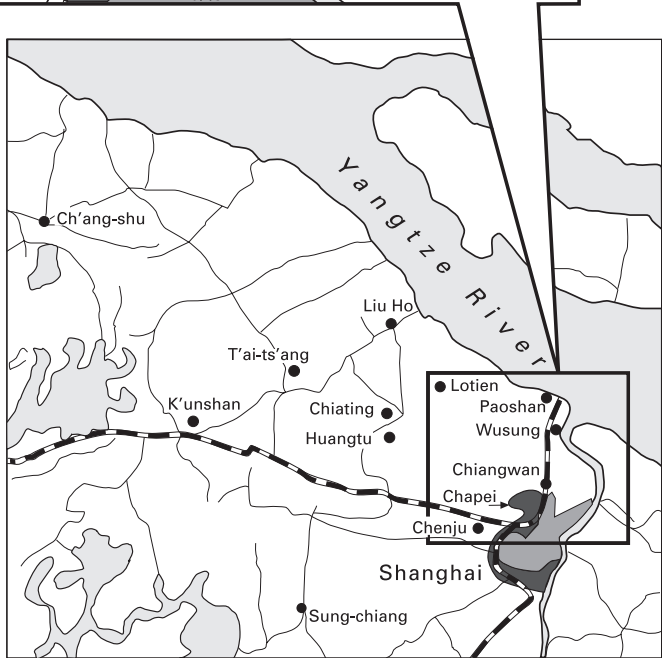 Yangtze River
Ch'ang-shu
Liu Ho
T'ai-ts'ang
Lotien
K'unshan
Paoshan
Chiating
Wusung
Huangtu
Chiangwan
Chapei
Chenju
Shanghai
Sung-chiang